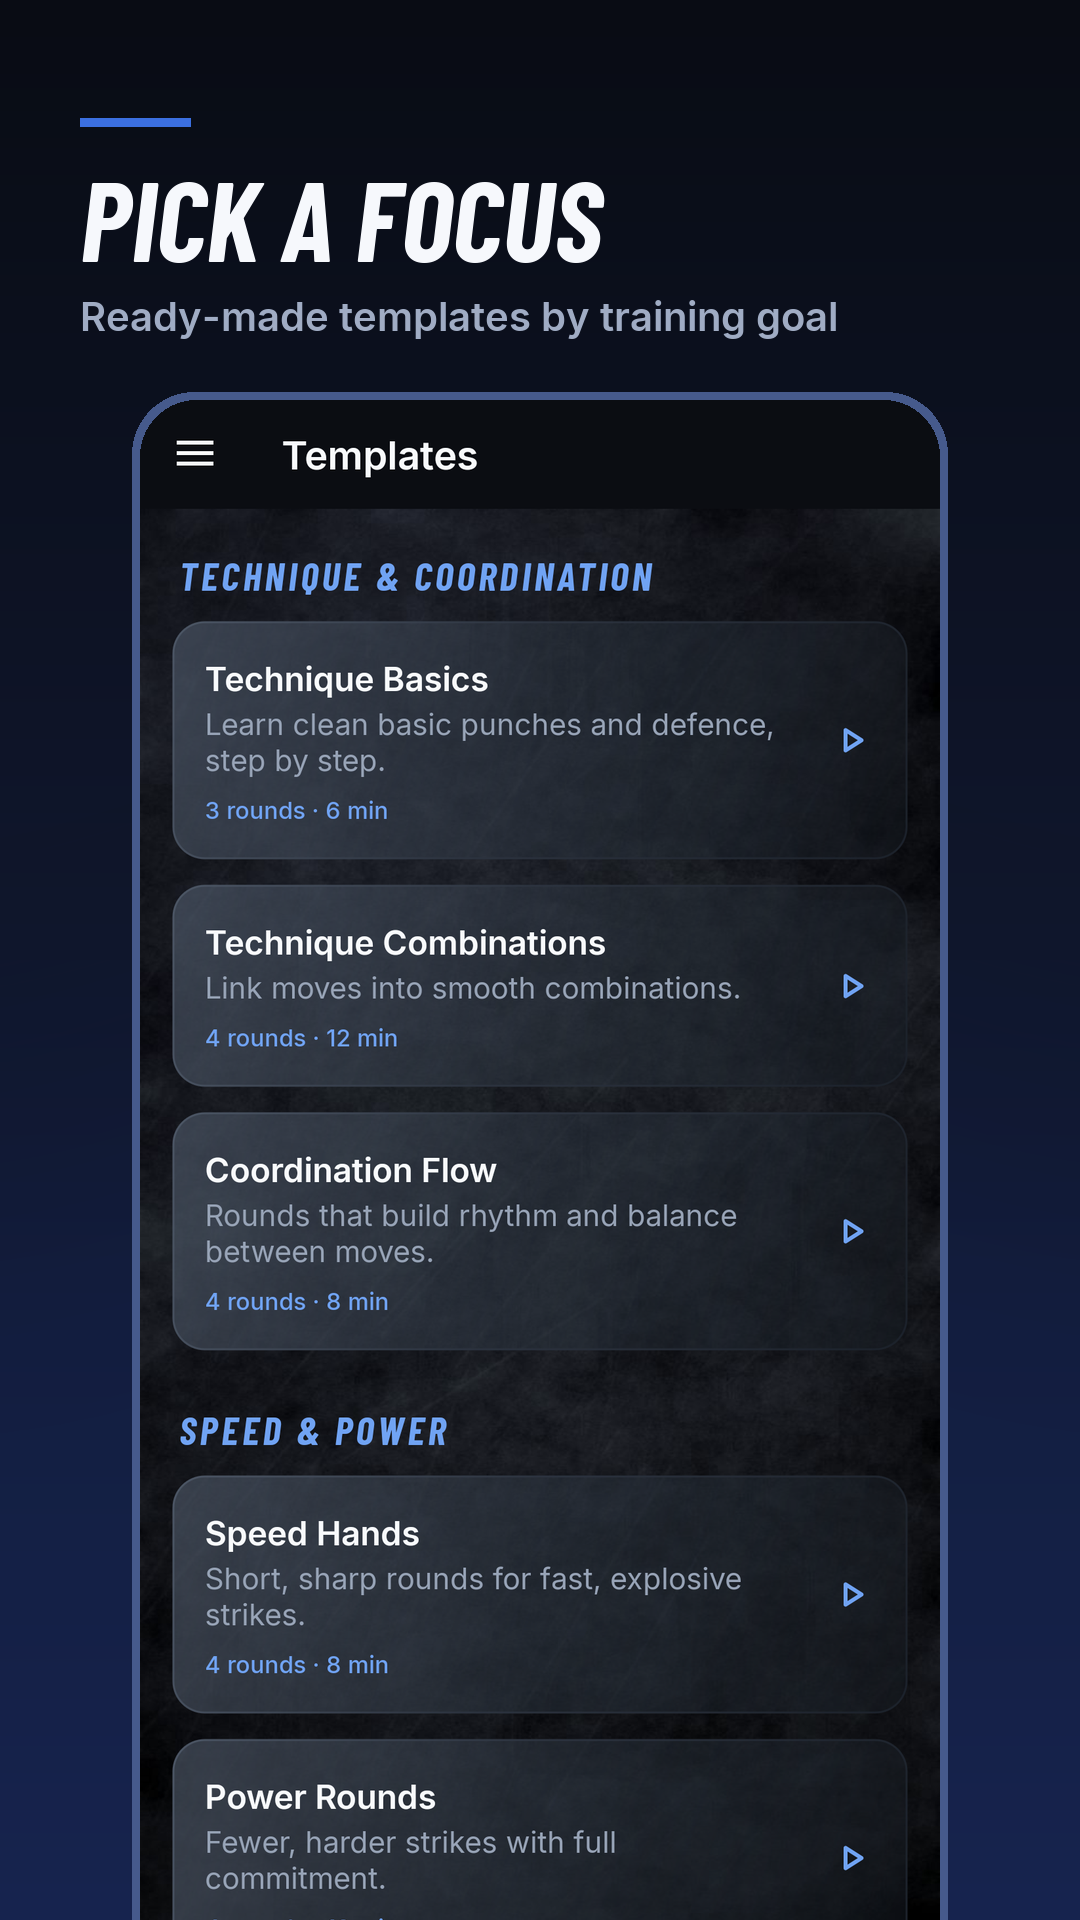 PICK A FOCUS
Ready-made templates by training goal
Templates
TECHNIQUE & COORDINATION
Technique Basics
Learn clean basic punches and defence,
step by step.
3 rounds · 6 min
Technique Combinations
Link moves into smooth combinations.
4 rounds · 12 min
Coordination Flow
Rounds that build rhythm and balance
between moves.
4 rounds · 8 min
SPEED & POWER
Speed Hands
Short, sharp rounds for fast, explosive
strikes.
4 rounds · 8 min
Power Rounds
Fewer, harder strikes with full
commitment.